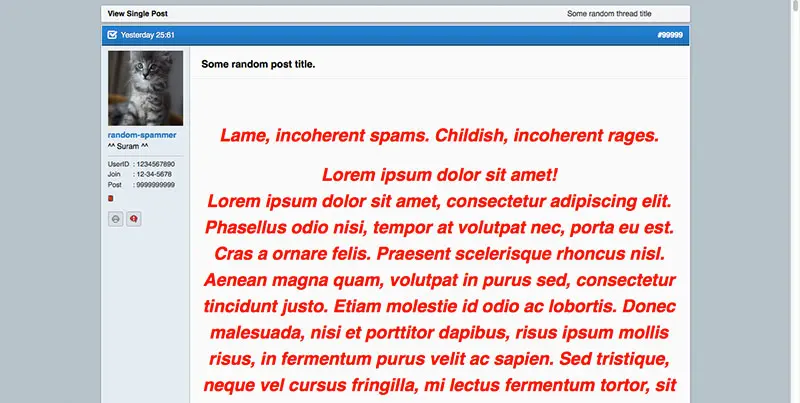 View Single Post
Some random thread title
Yesterday 25:61
#99999
Some random post title.
random-spammer
^^ Suram ^^
UserID : 1234567890
Join : 12-34-5678
Post : 9999999999
Lame, incoherent spams. Childish, incoherent rages.
Lorem ipsum dolor sit amet!
Lorem ipsum dolor sit amet, consectetur adipiscing elit.
Phasellus odio nisi, tempor at volutpat nec, porta eu est.
Cras a ornare felis. Praesent scelerisque rhoncus nisl.
Aenean magna quam, volutpat in purus sed, consectetur
tincidunt justo. Etiam molestie id odio ac lobortis. Donec
malesuada, nisi et porttitor dapibus, risus ipsum mollis
risus, in fermentum purus velit ac sapien. Sed tristique,
neque vel cursus fringilla, mi lectus fermentum tortor, sit